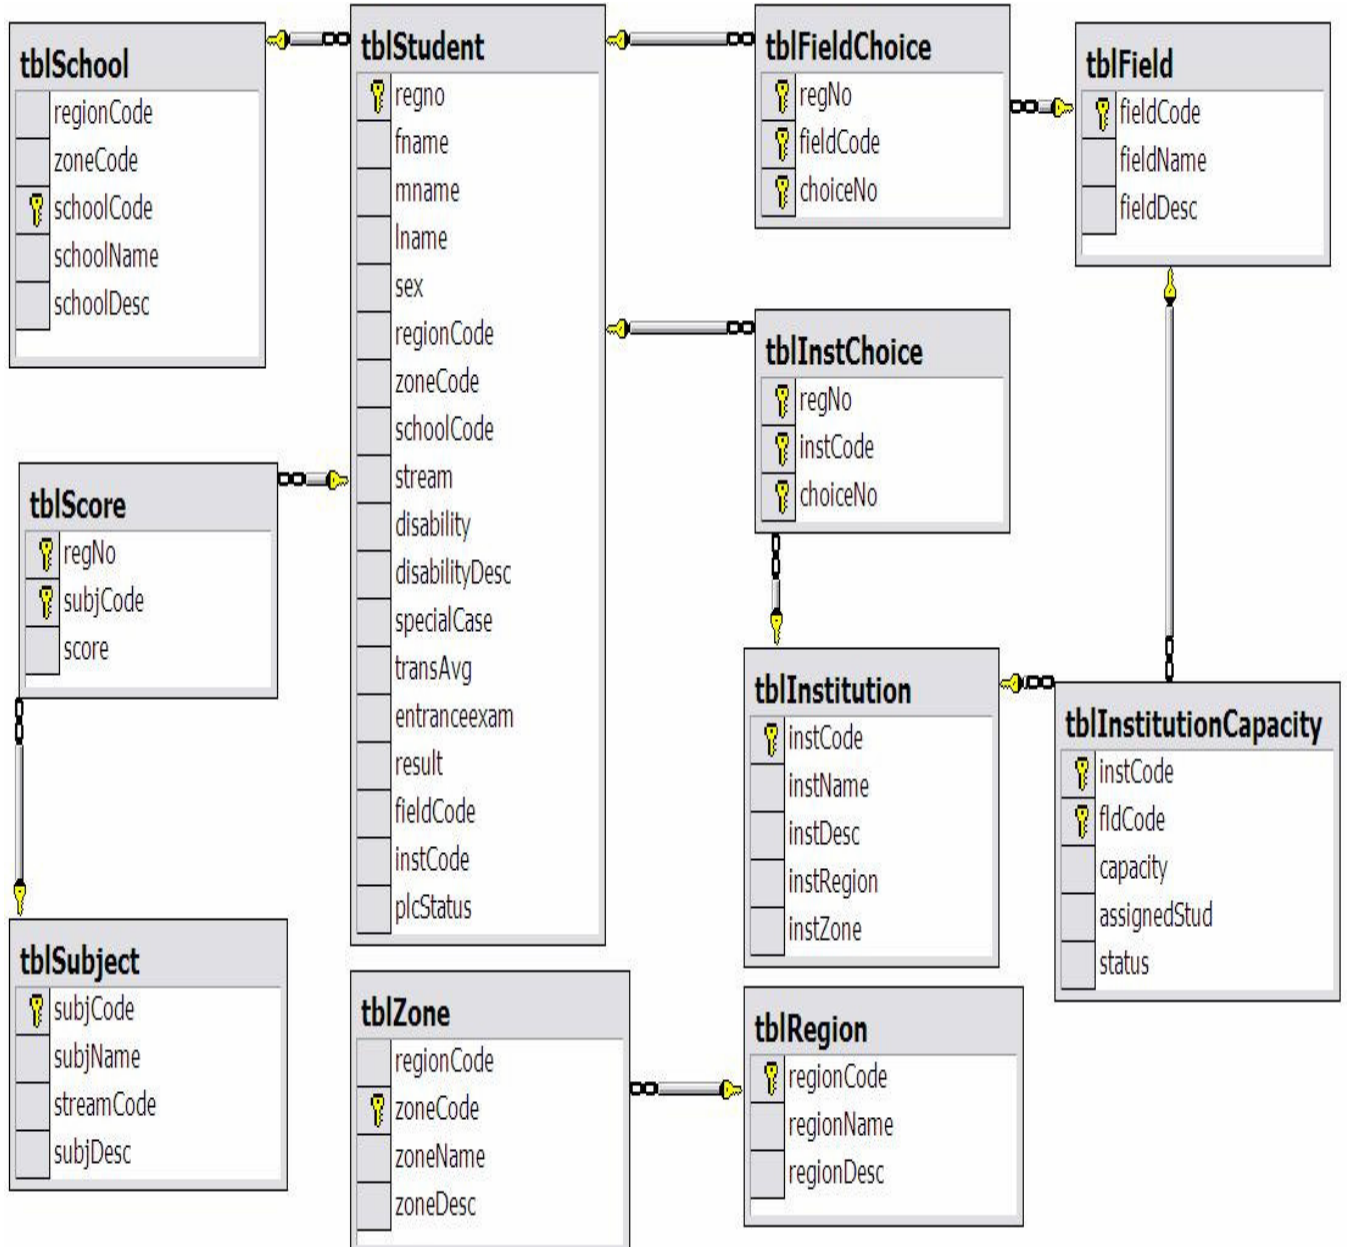 tblSchool
regionCode
zoneCode
schoolCode
schoolName
schoolDesc
tblStudent
regno
fname
mname
lname
sex
regionCode
zoneCode
schoolCode
stream
disability
disabilityDesc
specialCase
transAvg
entranceexam
result
fieldCode
instCode
plcStatus
tblFieldChoice
regNo
fieldCode
choiceNo
tblField
fieldCode
fieldName
fieldDesc
tblInstChoice
regNo
instCode
choiceNo
tblScore
regNo
subjCode
score
tblInstitution
instCode
instName
instDesc
instRegion
instZone
tblInstitutionCapacity
instCode
fldCode
capacity
assignedStud
status
tblSubject
subjCode
subjName
streamCode
subjDesc
tblZone
regionCode
zoneCode
zoneName
zoneDesc
tblRegion
regionCode
regionName
regionDesc